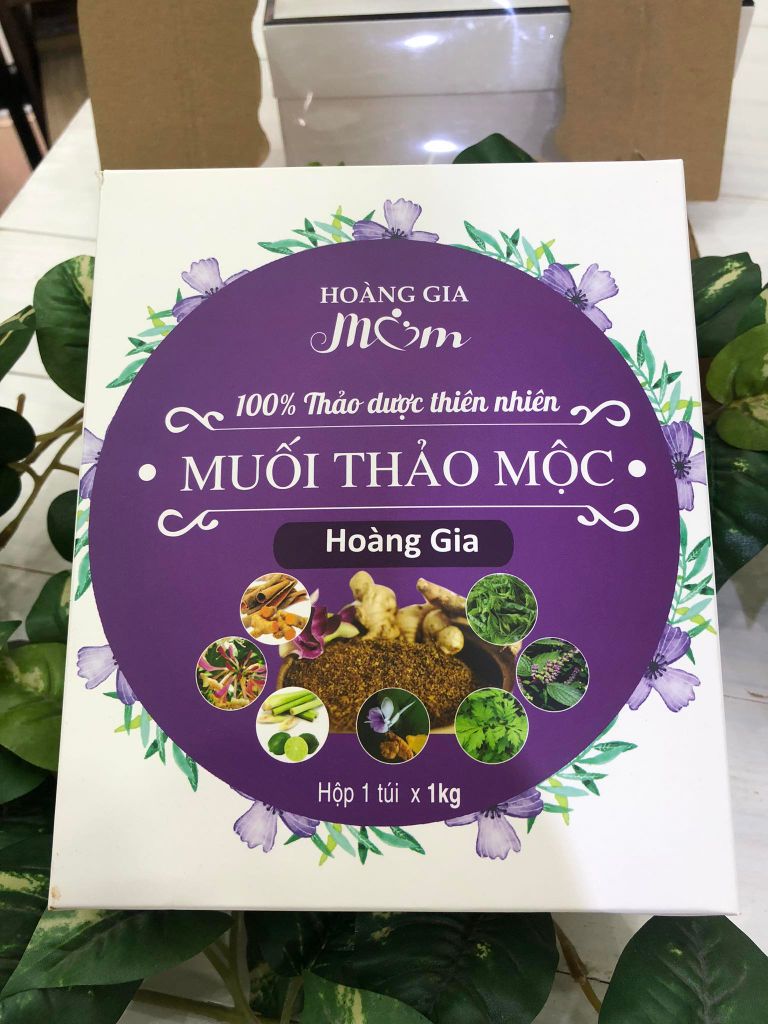 HOÀNG GIA
Mom
100% Thảo dược thiên nhiên
MUỐI THẢO MỘC
Hoàng Gia
Hộp 1 túi x 1kg